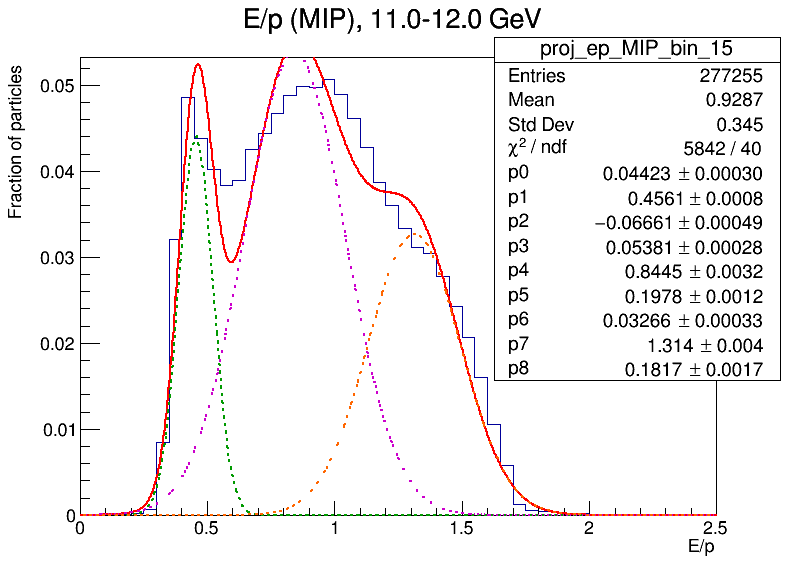 E/p (MIP), 11.0-12.0 GeV
proj_ep_MIP_bin_15
Entries 277255
Mean 0.9287
Std Dev 0.345
χ² / ndf 5842 / 40
p0 0.04423 ± 0.00030
p1 0.4561 ± 0.0008
p2 −0.06661 ± 0.00049
p3 0.05381 ± 0.00028
p4 0.8445 ± 0.0032
p5 0.1978 ± 0.0012
p6 0.03266 ± 0.00033
p7 1.314 ± 0.004
p8 0.1817 ± 0.0017
Fraction of particles
0.05
0.04
0.03
0.02
0.01
0
0 0.5 1 1.5 2 2.5
E/p